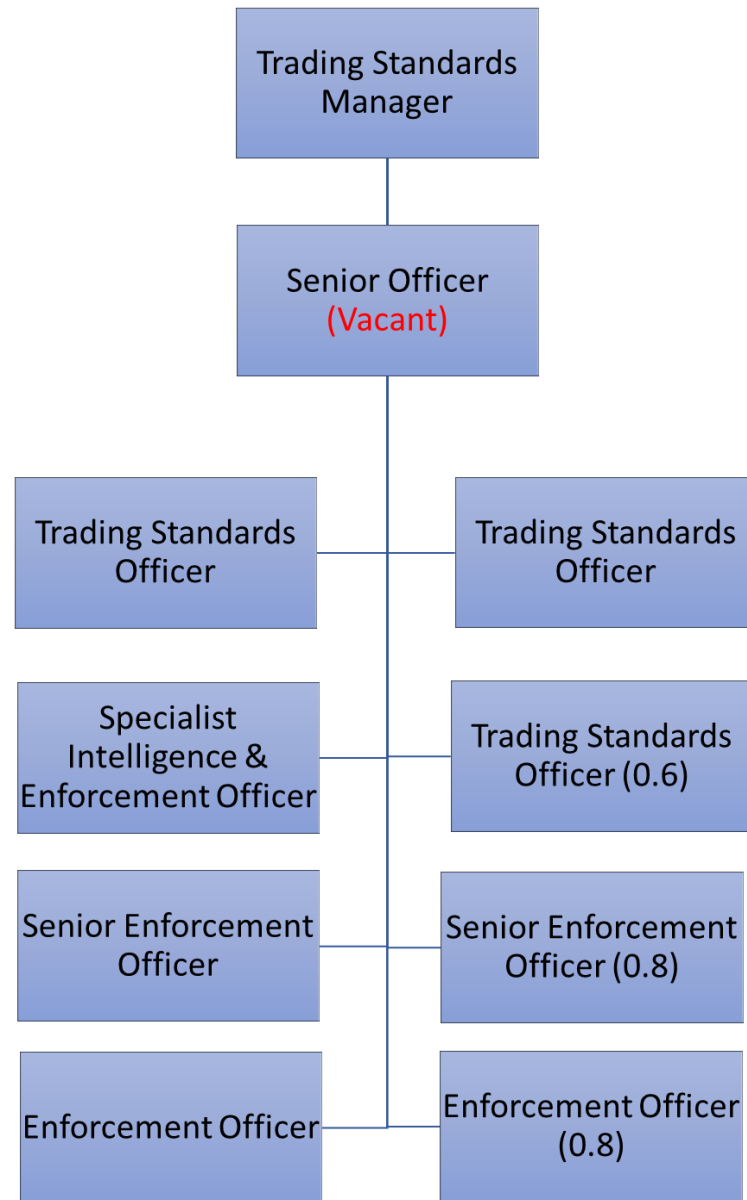 Trading Standards
Manager
Senior Officer
(Vacant)
Trading Standards
Officer
Trading Standards
Officer
Specialist
Intelligence &
Enforcement Officer
Trading Standards
Officer (0.6)
Senior Enforcement
Officer
Senior Enforcement
Officer (0.8)
Enforcement Officer
Enforcement Officer
(0.8)